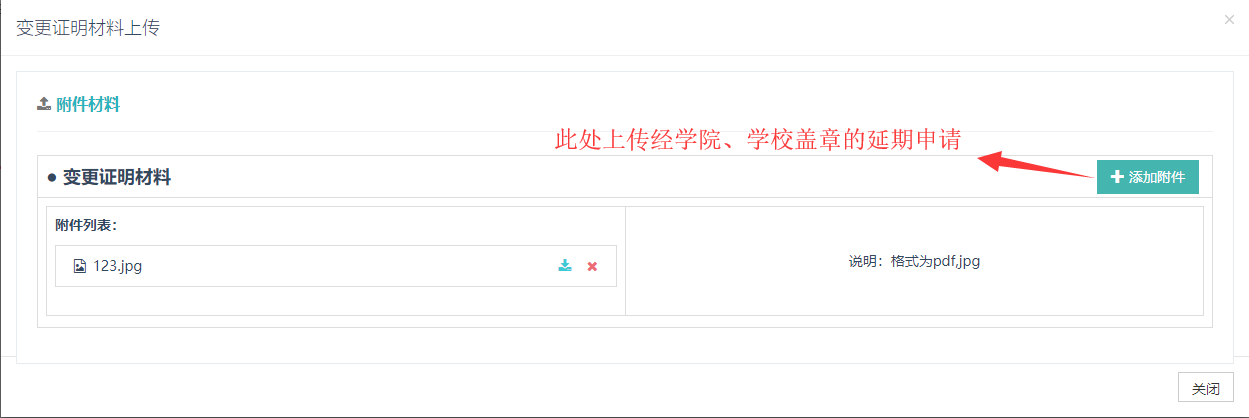 变更证明材料上传
×
附件材料
此处上传经学院、学校盖章的延期申请
变更证明材料
添加附件
附件列表：
123.jpg
说明：格式为pdf,jpg
关闭